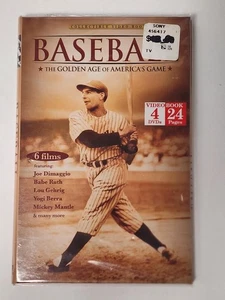 COLLECTIBLE VIDEO BOOK
SONY
TV
BASEBALL
THE GOLDEN AGE OF AMERICA'S GAME
VIDEO
4
DVDs
BOOK
24
Pages
6 films
featuring
Joe Dimaggio
Babe Ruth
Lou Gehrig
Yogi Berra
Mickey Mantle
& many more